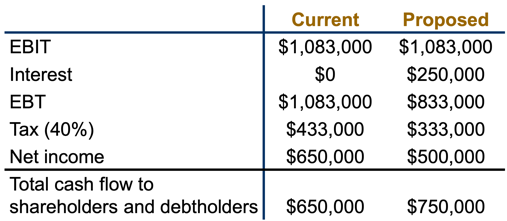 Current Proposed
EBIT $1,083,000 $1,083,000
Interest $0 $250,000
EBT $1,083,000 $833,000
Tax (40%) $433,000 $333,000
Net income $650,000 $500,000
Total cash flow to
shareholders and debtholders $650,000 $750,000